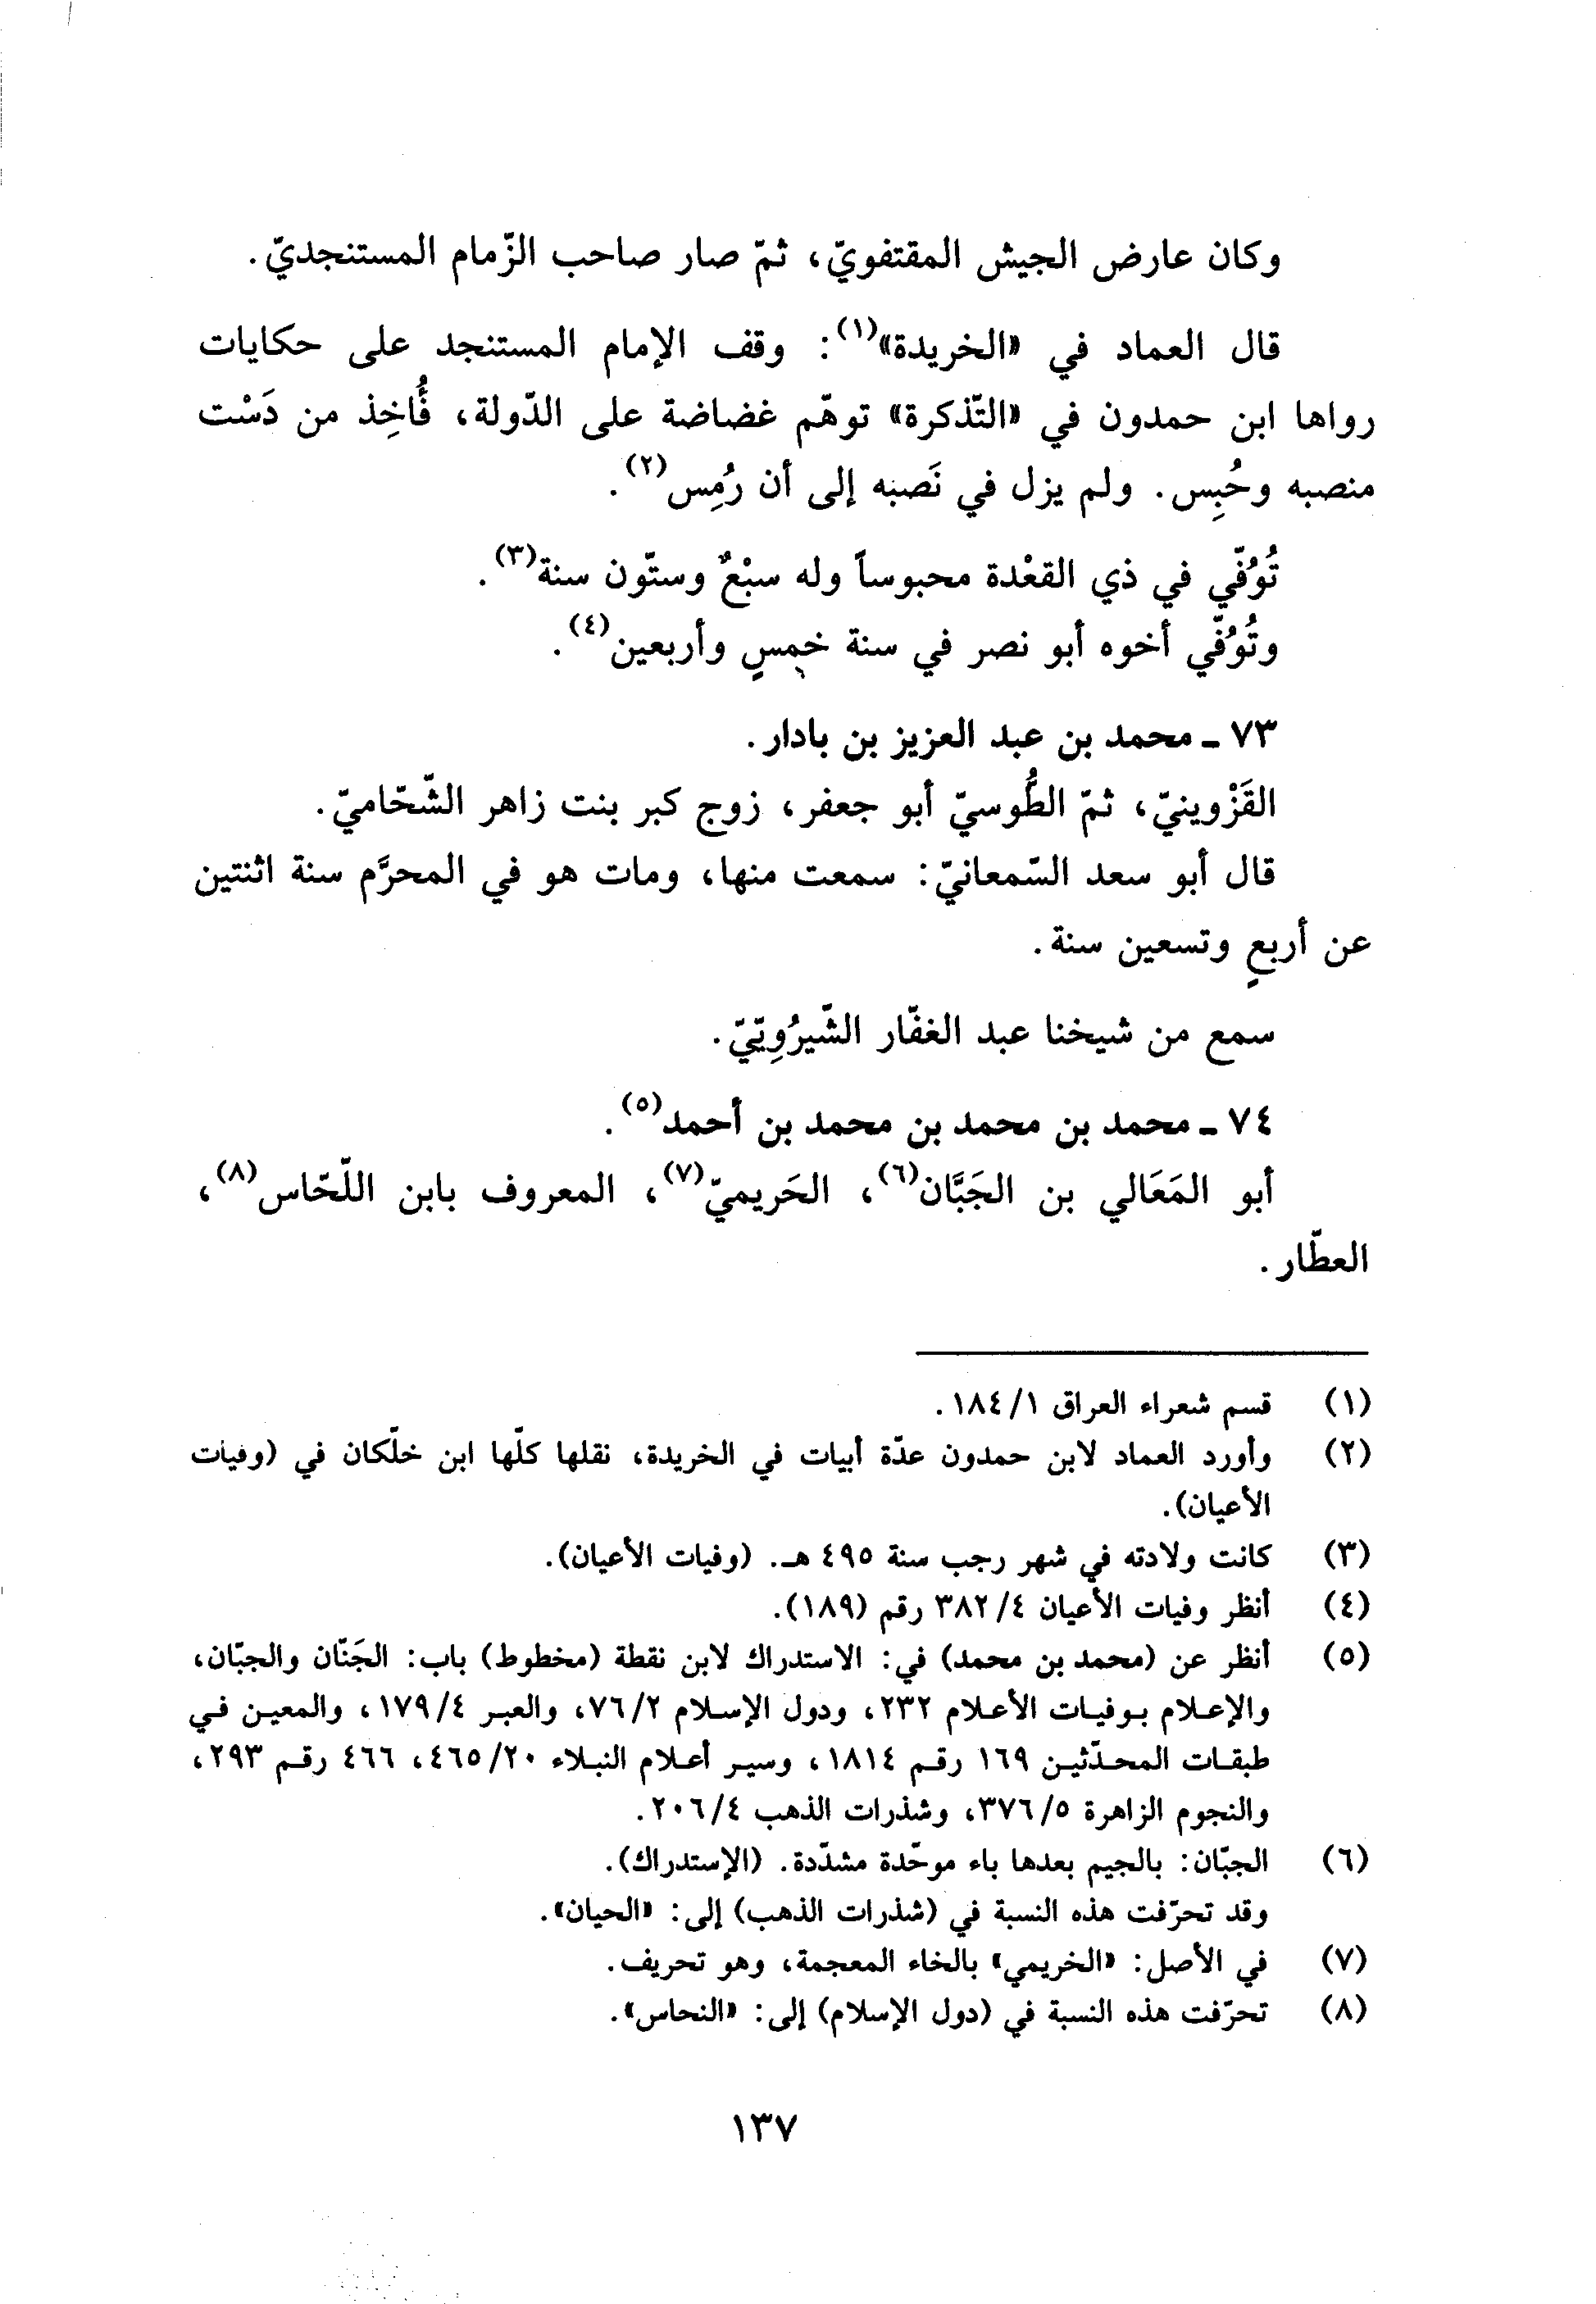 وكان عارض الجيش المقتفويّ، ثمّ صار صاحب الزّمام المستنجديّ.
قال العماد في «الخريدة»(١): وقف الإمام المستنجد على حكايات
رواها ابن حمدون في «التّذكرة» توهّم غضاضة على الدّولة، فأُخِذ من دَسْت
منصبه وحُبِس. ولم يزل في نَصبه إلى أن رُمِس(٢).
تُوُفّي في ذي القعْدة محبوساً وله سبْعٌ وستّون سنة(٣).
وتُوُفّي أخوه أبو نصر في سنة خمسٍ وأربعين(٤).
٧٣ ـ محمد بن عبد العزيز بن بادار.
القَزْوينيّ، ثمّ الطُّوسيّ أبو جعفر، زوج كبر بنت زاهر الشّحّاميّ.
قال أبو سعد السّمعانيّ: سمعت منها، ومات هو في المحرَّم سنة اثنتين
عن أربعٍ وتسعين سنة.
سمع من شيخنا عبد الغفّار الشّيرُوِيّيّ.
٧٤ ـ محمد بن محمد بن محمد بن أحمد(٥).
أبو المَعَالي بن الجَبَّان(٦)، الحَريميّ(٧)، المعروف بابن اللّحّاس(٨)،
العطّار.
(١) قسم شعراء العراق ١/١٨٤.
(٢) وأورد العماد لابن حمدون عدّة أبيات في الخريدة، نقلها كلّها ابن خلّكان في (وفيات
الأعيان).
(٣) كانت ولادته في شهر رجب سنة ٤٩٥ هـ. (وفيات الأعيان).
(٤) أنظر وفيات الأعيان ٤/٣٨٢ رقم (١٨٩).
(٥) أنظر عن (محمد بن محمد) في: الاستدراك لابن نقطة (مخطوط) باب: الجَنّان والجبّان،
والإعلام بوفيات الأعلام ٢٣٢، ودول الإسلام ٢/٧٦، والعبر ٤/١٧٩، والمعين في
طبقات المحدّثين ١٦٩ رقم ١٨١٤، وسير أعلام النبلاء ٢٠/٤٦٥، ٤٦٦ رقم ٢٩٣،
والنجوم الزاهرة ٥/٣٧٦، وشذرات الذهب ٤/٢٠٦.
(٦) الجبّان: بالجيم بعدها باء موحّدة مشدّدة. (الإستدراك).
وقد تحرّفت هذه النسبة في (شذرات الذهب) إلى: «الحيان».
(٧) في الأصل: «الخريمي» بالخاء المعجمة، وهو تحريف.
(٨) تحرّفت هذه النسبة في (دول الإسلام) إلى: «النحاس».
١٣٧